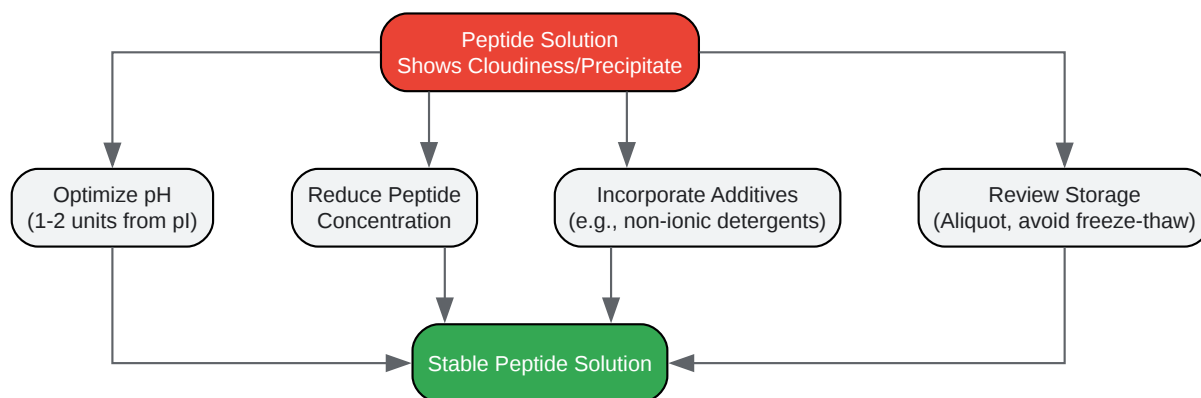 Peptide Solution
Shows Cloudiness/Precipitate
Optimize pH
(1-2 units from pI)
Reduce Peptide
Concentration
Incorporate Additives
(e.g., non-ionic detergents)
Review Storage
(Aliquot, avoid freeze-thaw)
Stable Peptide Solution